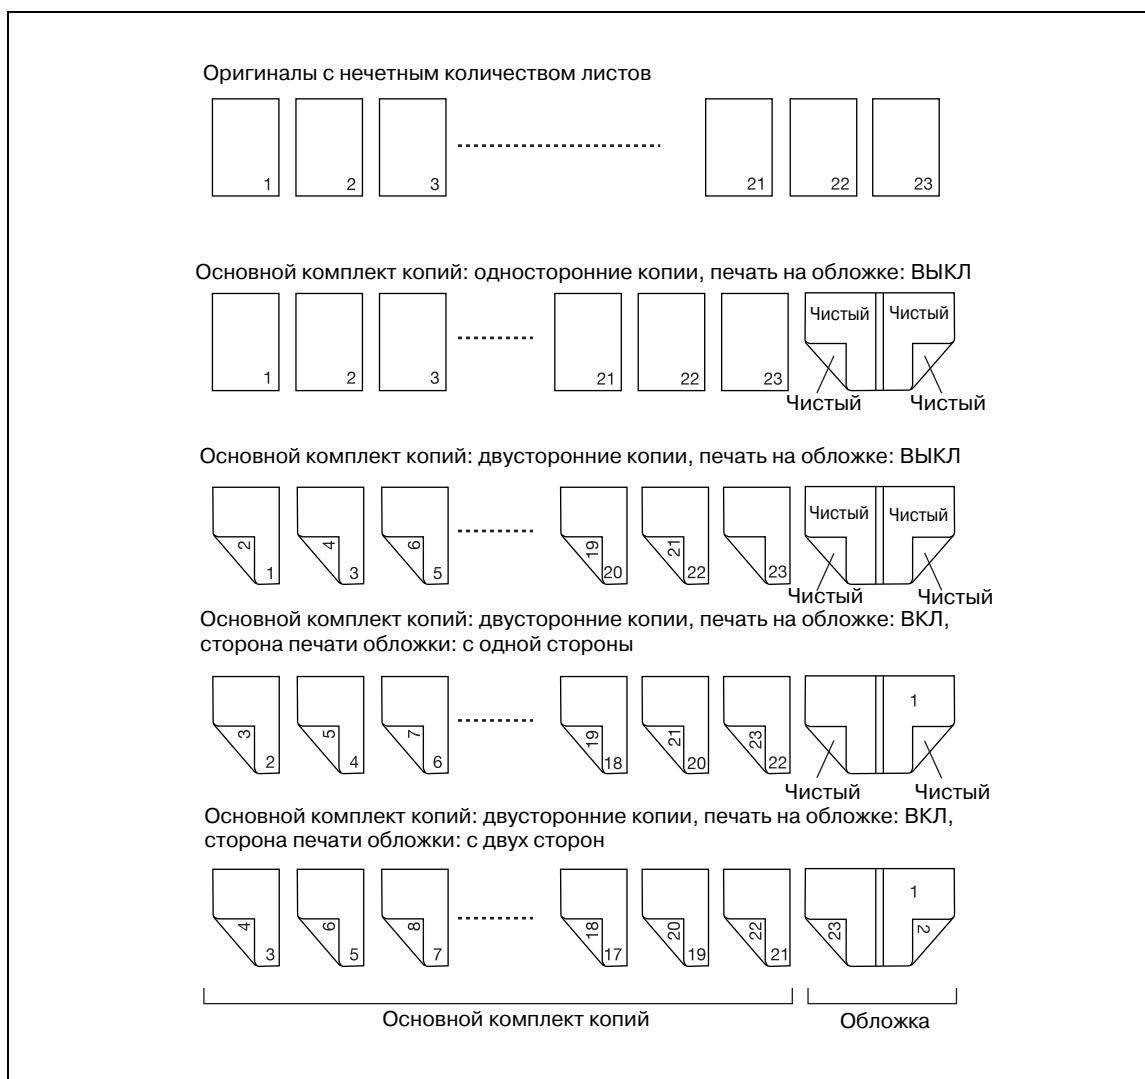 Оригиналы с нечетным количеством листов
1 2 3 21 22 23
Основной комплект копий: односторонние копии, печать на обложке: ВЫКЛ
Чистый Чистый
1 2 3 21 22 23
Чистый Чистый
Основной комплект копий: двусторонние копии, печать на обложке: ВЫКЛ
Чистый Чистый
2 1 4 3 6 5 19 20 21 22 23
Чистый Чистый
Основной комплект копий: двусторонние копии, печать на обложке: ВКЛ,
сторона печати обложки: с одной стороны
1
3 2 5 4 7 6 19 18 21 20 23 22
Чистый Чистый
Основной комплект копий: двусторонние копии, печать на обложке: ВКЛ,
сторона печати обложки: с двух сторон
1
4 3 6 5 8 7 18 17 20 19 22 21 23 2
Основной комплект копий Обложка